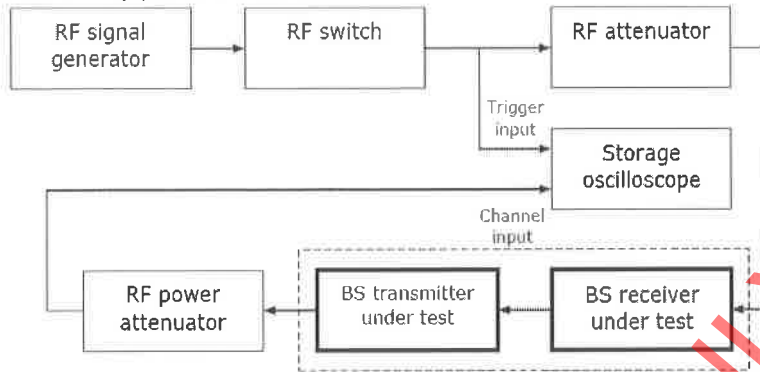 RF signal
generator
RF switch
RF attenuator
Trigger
input
Storage
oscilloscope
Channel
input
RF power
attenuator
BS transmitter
under test
BS receiver
under test